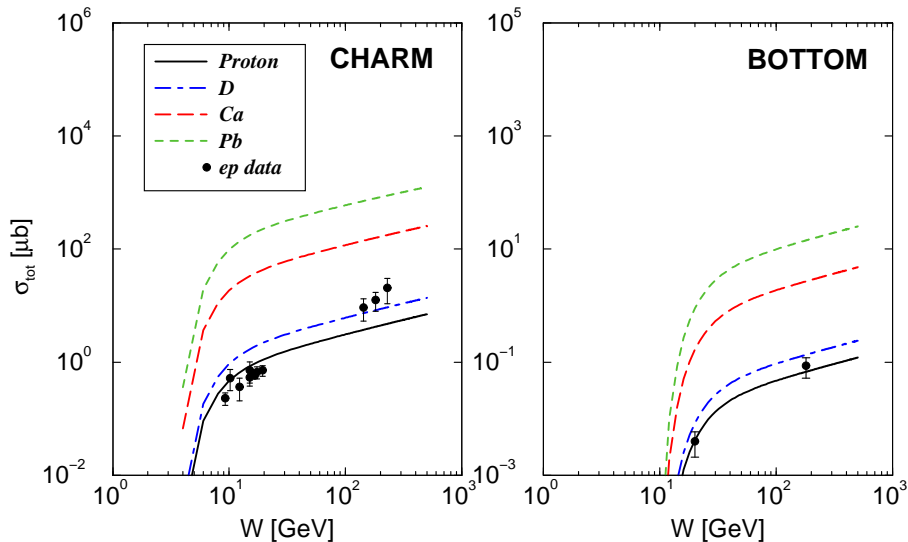 10^6
10^4
10^2
10^0
10^-2
σ_tot [μb]
CHARM
Proton
D
Ca
Pb
ep data
10^0 10^1 10^2 10^3
W [GeV]
BOTTOM
10^5
10^3
10^1
10^-1
10^-3
10^0 10^1 10^2 10^3
W [GeV]